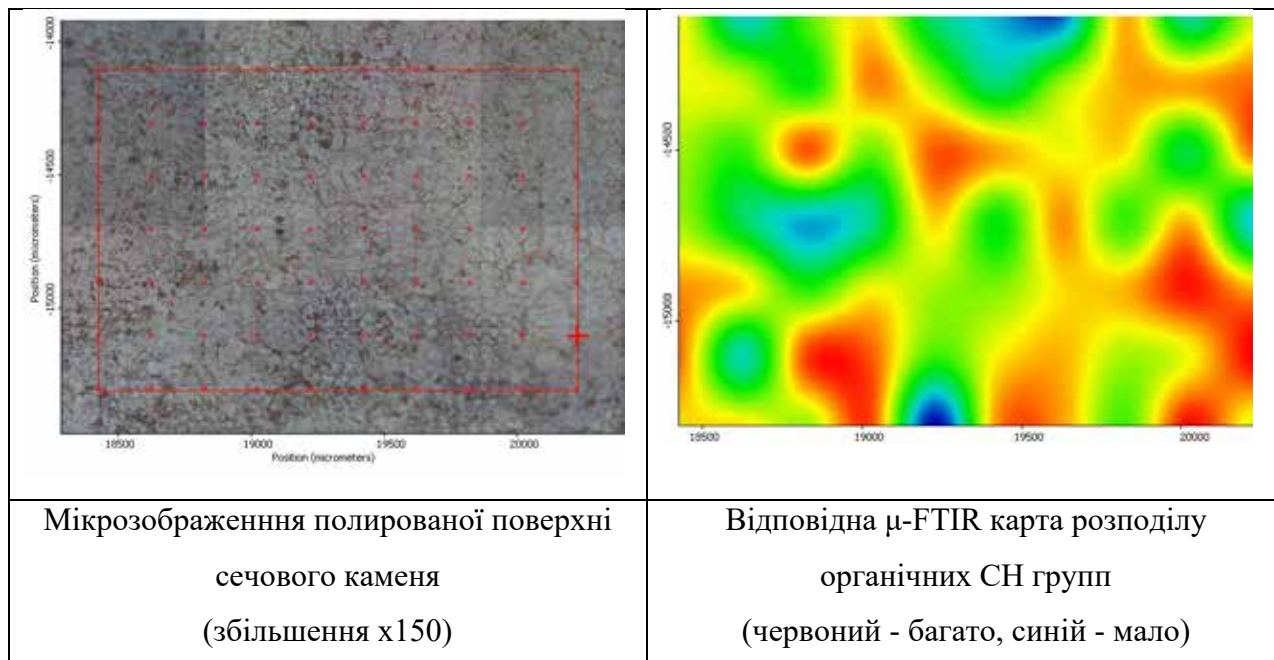 -14000
-14500
-15000
Position (micrometers)
18500 19000 19500 20000
Position (micrometers)
-14500
-15000
18500 19000 19500 20000
Мікрозображенння полированої поверхні
сечового каменя
(збільшення x150)
Відповідна μ-FTIR карта розподілу
органічних CH групп
(червоний - багато, синій - мало)